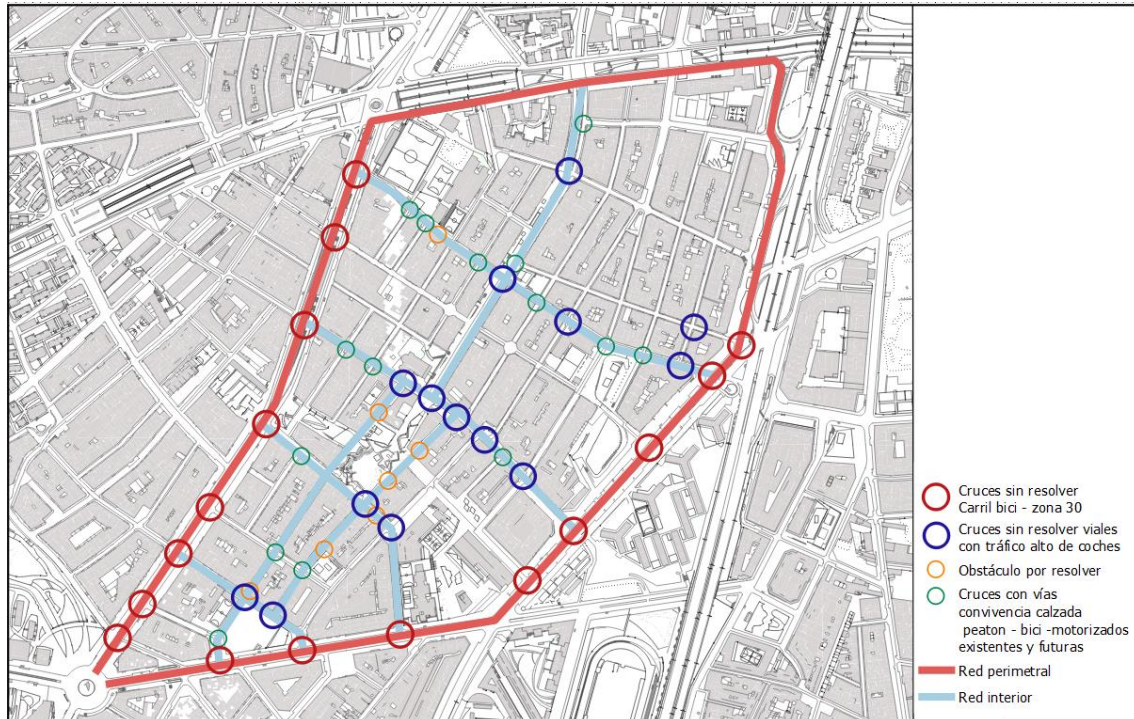 Cruces sin resolver
Carril bici - zona 30
Cruces sin resolver viales
con tráfico alto de coches
Obstáculo por resolver
Cruces con vías
convivencia calzada
peaton - bici -motorizados
existentes y futuras
Red perimetral
Red interior